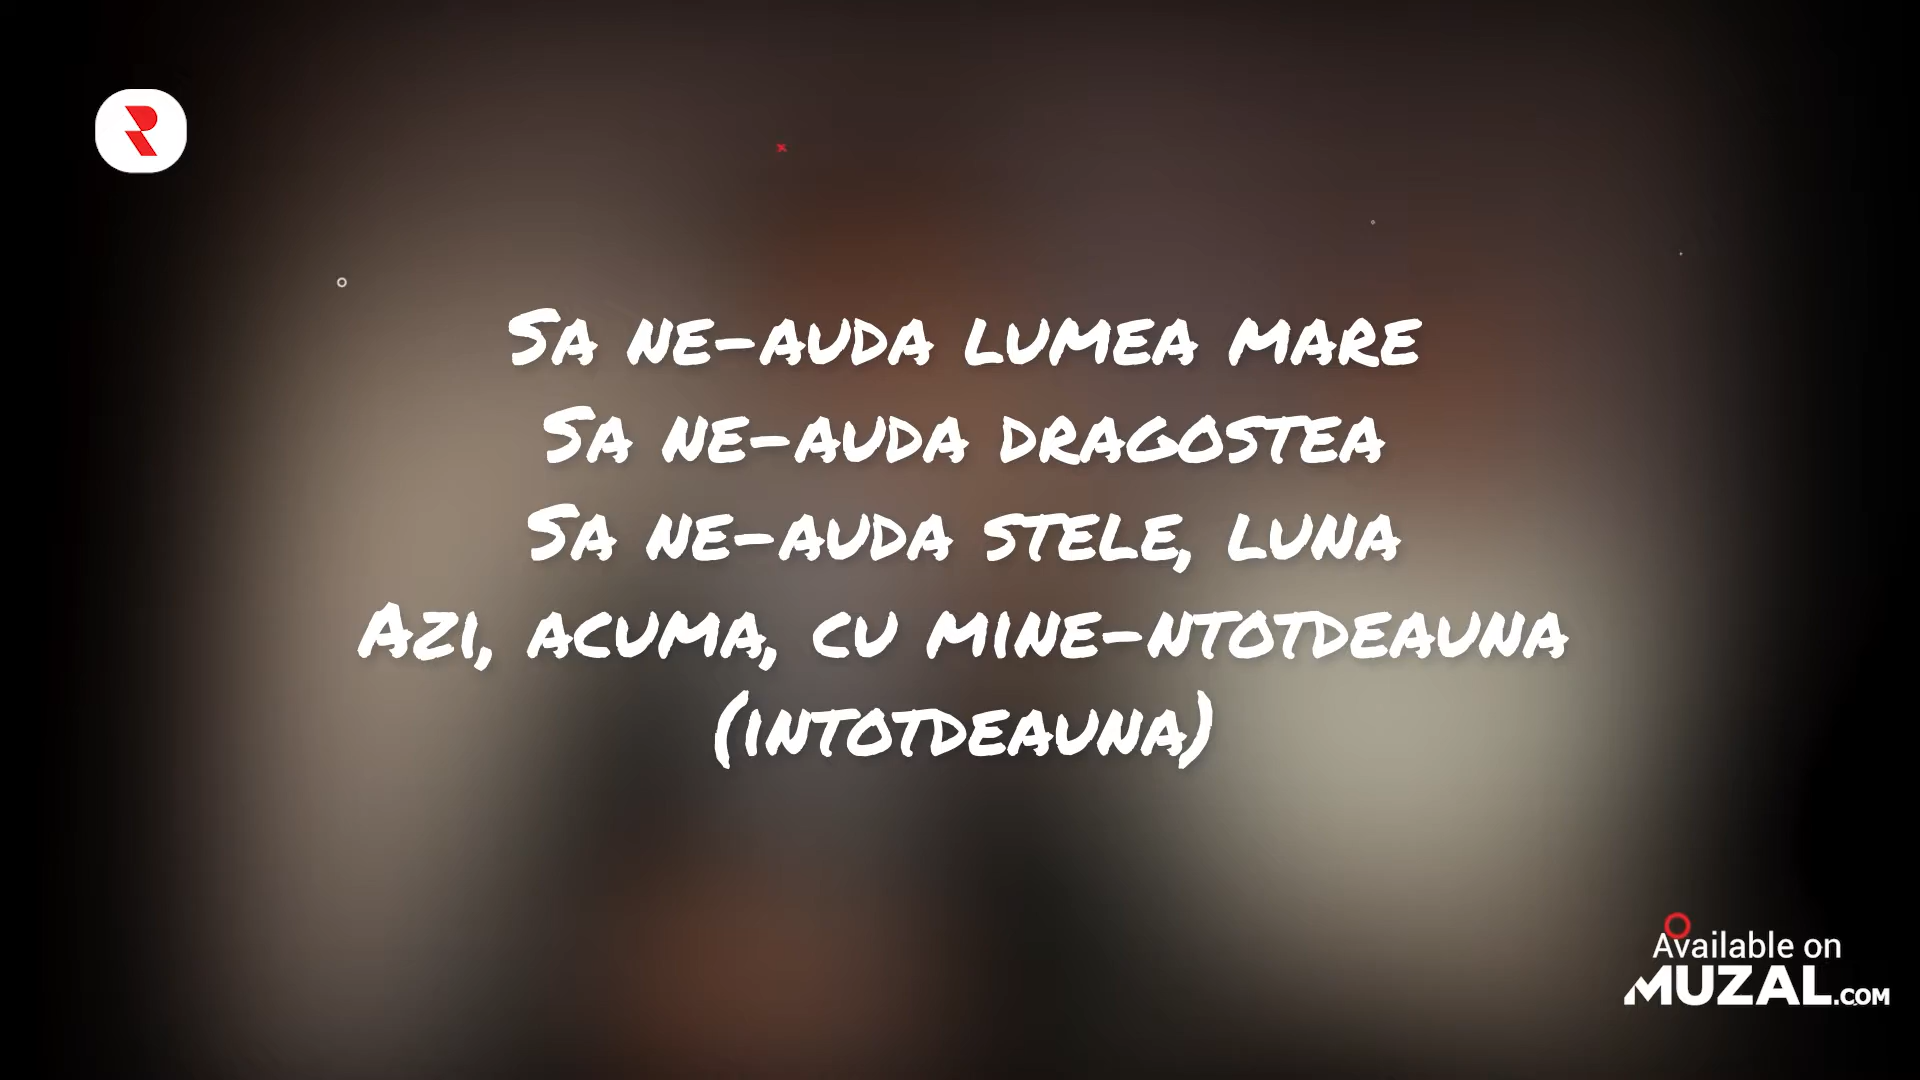 Sa ne-auda lumea mare
Sa ne-auda dragostea
Sa ne-auda stele, luna
Azi, acuma, cu mine-ntotdeauna
(intotdeauna)
Available on
MUZAL.COM